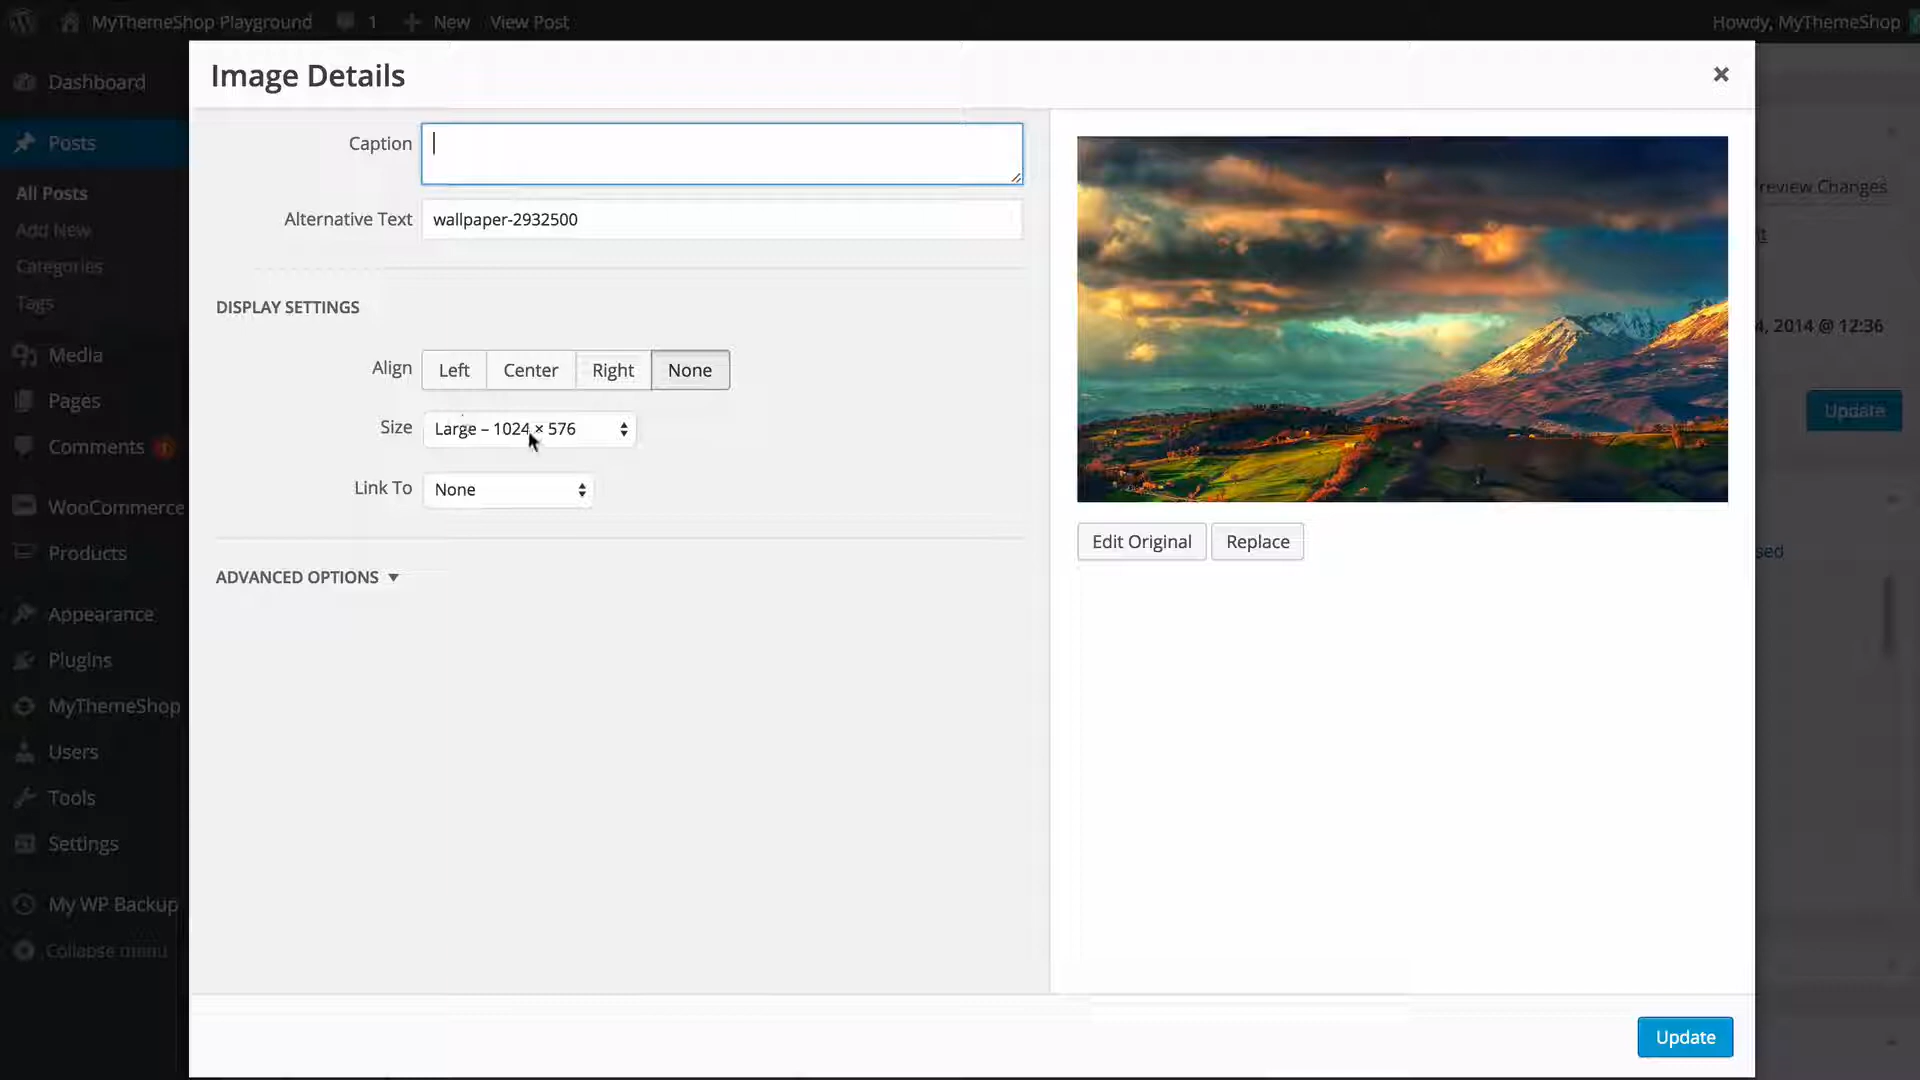 MyThemeShop Playground 1 New View Post Howdy, MyThemeShop
Dashboard
Posts
All Posts
Add New
Categories
Tags
Media
Pages
Comments
WooCommerce
Products
Appearance
Plugins
MyThemeShop
Users
Tools
Settings
My WP Backup
Collapse menu
Image Details
Caption
Alternative Text wallpaper-2932500
DISPLAY SETTINGS
Align Left Center Right None
Size Large – 1024 × 576
Link To None
ADVANCED OPTIONS
Edit Original Replace
Update
review Changes
4, 2014 @ 12:36
Update